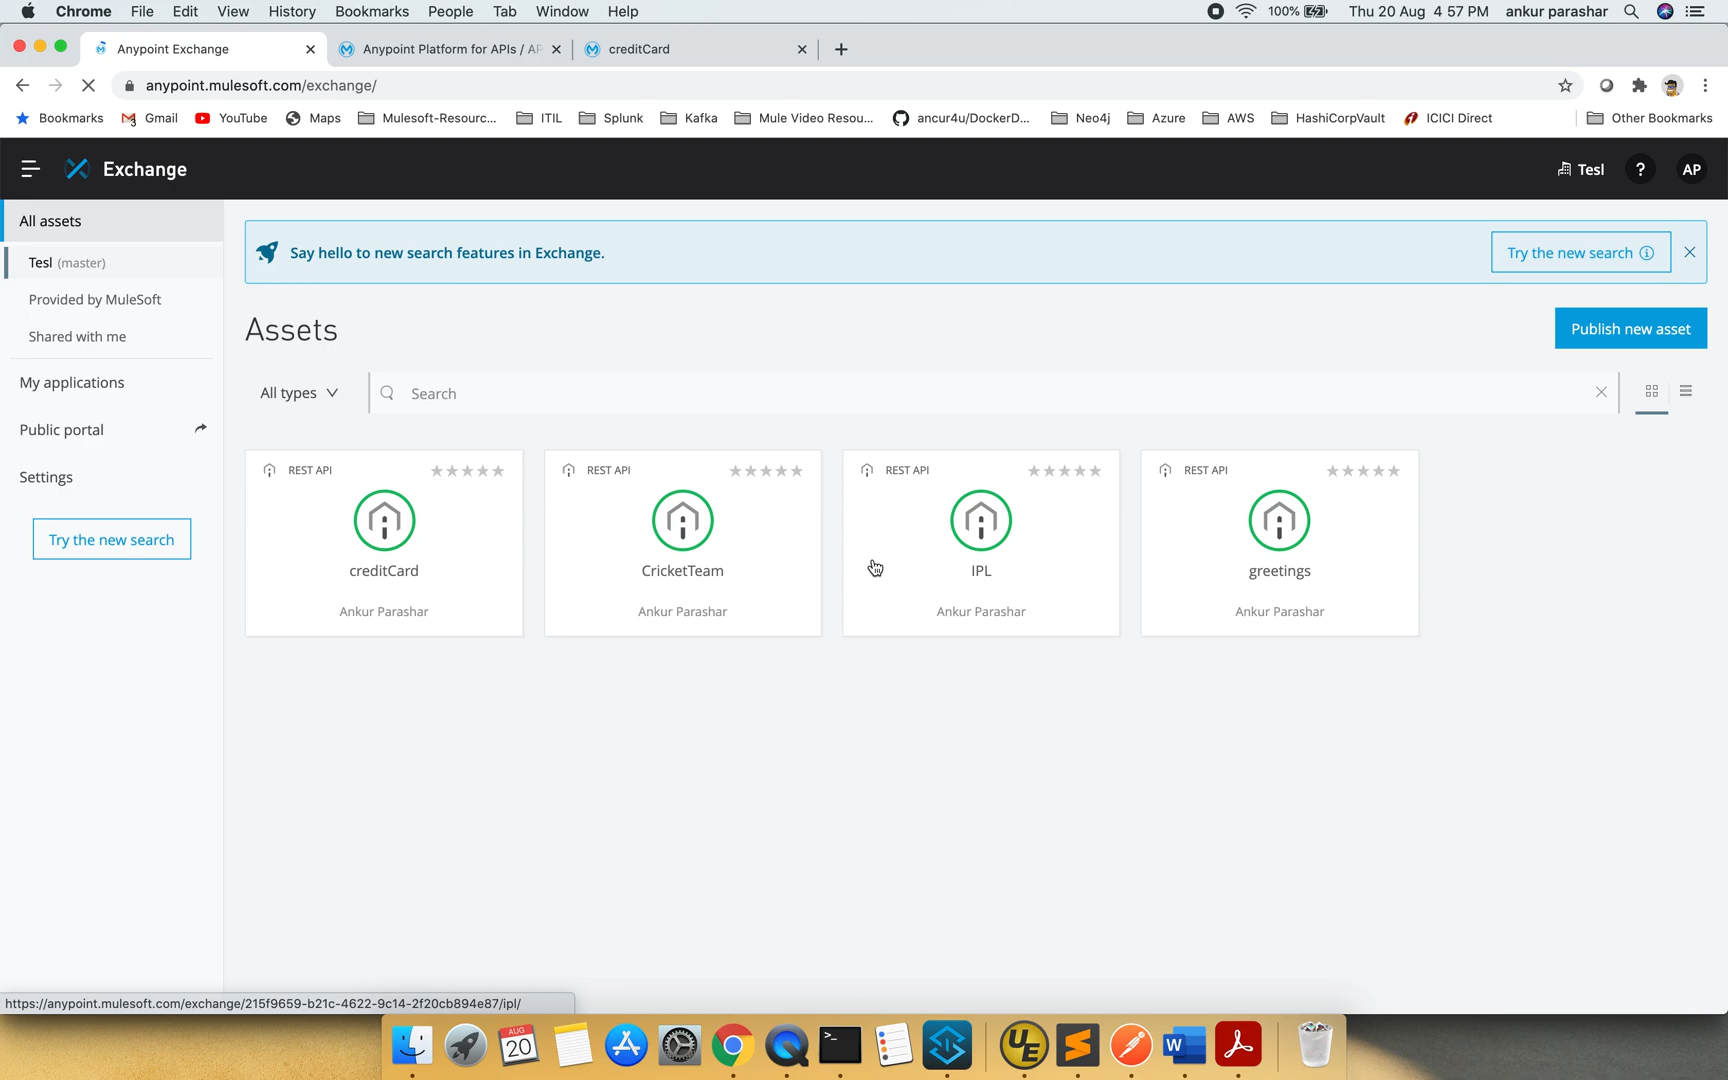 Chrome File Edit View History Bookmarks People Tab Window Help 100% Thu 20 Aug 4 57 PM ankur parashar
Anypoint Exchange Anypoint Platform for APIs / AP creditCard
anypoint.mulesoft.com/exchange/
Bookmarks Gmail YouTube Maps Mulesoft-Resourc... ITIL Splunk Kafka Mule Video Resou... ancur4u/DockerD... Neo4j Azure AWS HashiCorpVault ICICI Direct Other Bookmarks
Exchange Tesl ? AP
All assets
Tesl (master)
Provided by MuleSoft
Shared with me
My applications
Public portal
Settings
Try the new search
Say hello to new search features in Exchange. Try the new search
Assets Publish new asset
All types Search
REST API REST API REST API REST API
creditCard CricketTeam IPL greetings
Ankur Parashar Ankur Parashar Ankur Parashar Ankur Parashar
https://anypoint.mulesoft.com/exchange/215f9659-b21c-4622-9c14-2f20cb894e87/ipl/
AUG
20
UE
W